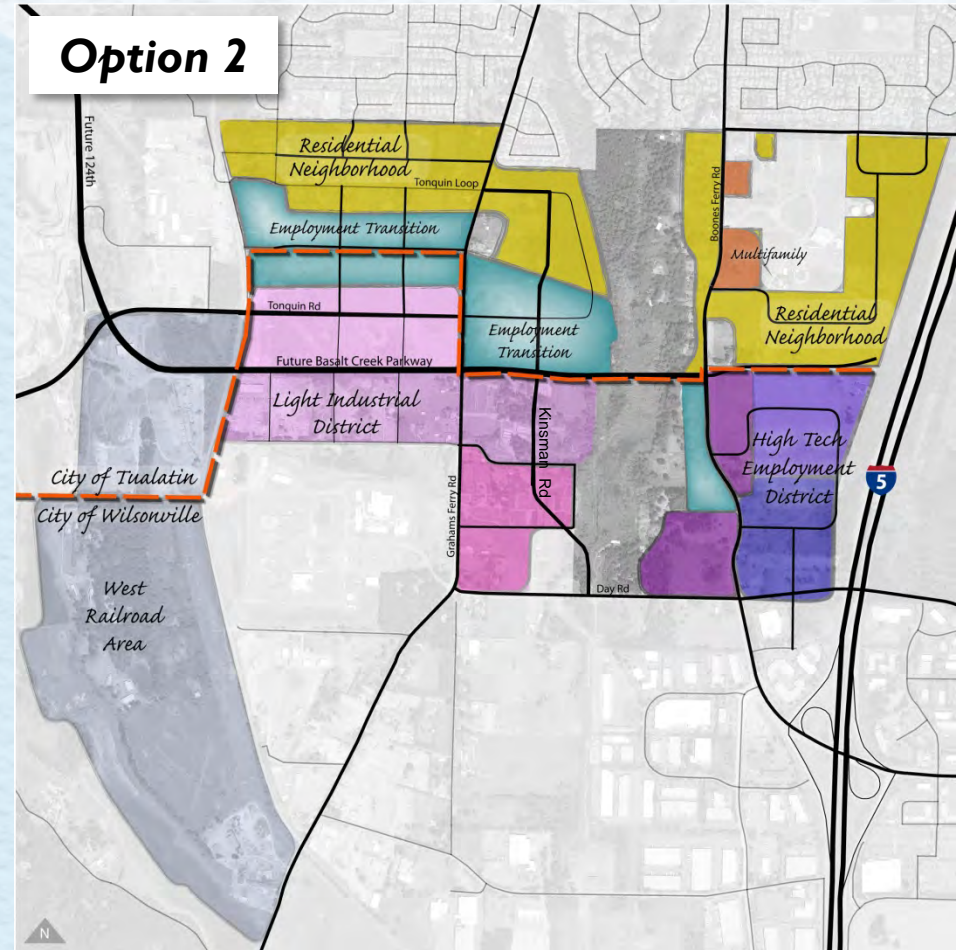 Option 2
Future 124th
Residential
Neighborhood
Tonquin Loop
Employment Transition
Boones Ferry Rd
Multifamily
Tonquin Rd
Residential
Neighborhood
Employment
Transition
Future Basalt Creek Parkway
Light Industrial
District
Kinsman Rd
High Tech
Employment
District
5
City of Tualatin
City of Wilsonville
Grahams Ferry Rd
West
Railroad
Area
Day Rd
N